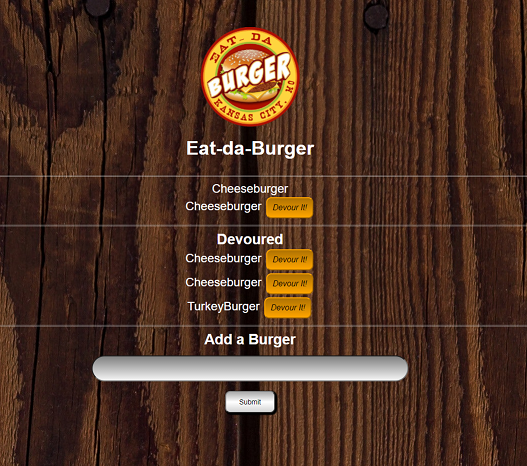 EAT-DA
BURGER
KANSAS CITY, MO
Eat-da-Burger
Cheeseburger
Cheeseburger Devour It!
Devoured
Cheeseburger Devour It!
Cheeseburger Devour It!
TurkeyBurger Devour It!
Add a Burger
Submit